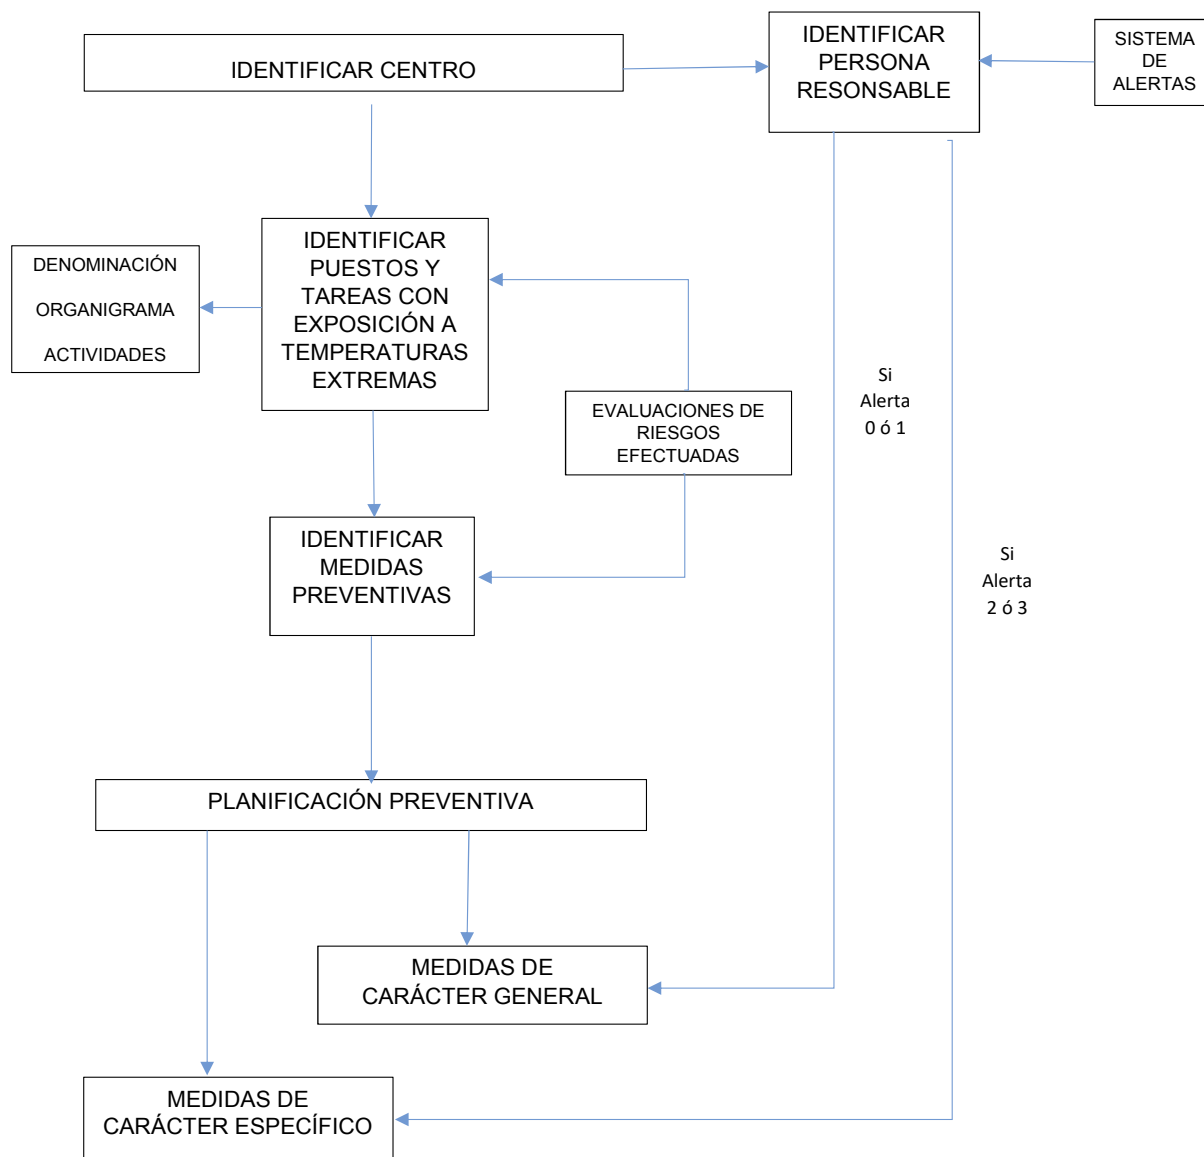 IDENTIFICAR CENTRO
IDENTIFICAR
PERSONA
RESONSABLE
SISTEMA
DE
ALERTAS
DENOMINACIÓN
ORGANIGRAMA
ACTIVIDADES
IDENTIFICAR
PUESTOS Y
TAREAS CON
EXPOSICIÓN A
TEMPERATURAS
EXTREMAS
EVALUACIONES DE
RIESGOS
EFECTUADAS
Si
Alerta
0 ó 1
IDENTIFICAR
MEDIDAS
PREVENTIVAS
Si
Alerta
2 ó 3
PLANIFICACIÓN PREVENTIVA
MEDIDAS DE
CARÁCTER GENERAL
MEDIDAS DE
CARÁCTER ESPECÍFICO